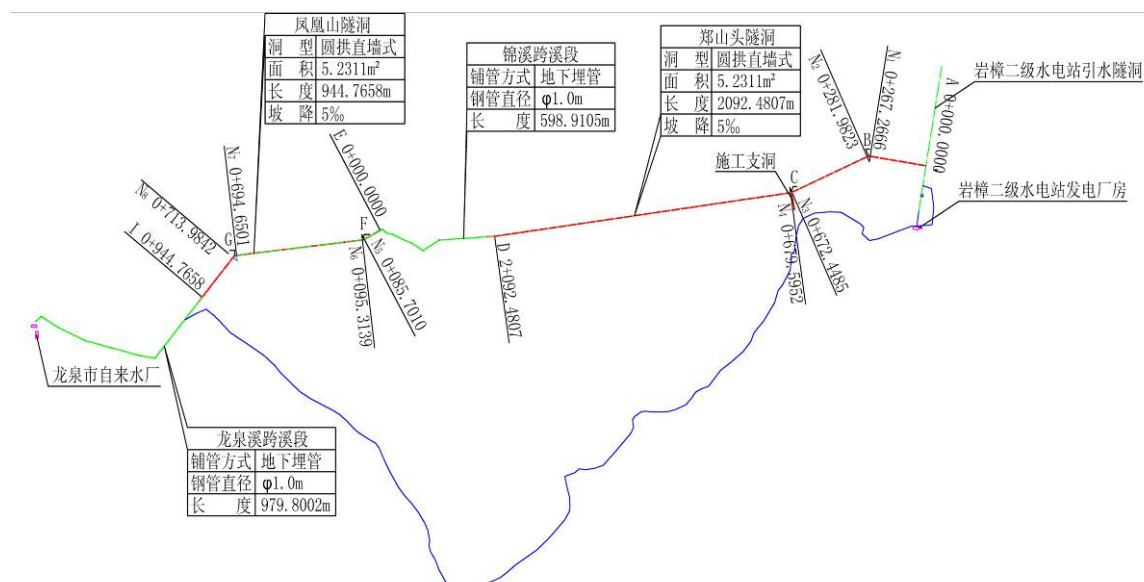 凤凰山隧洞
洞 型 圆拱直墙式
面 积 5.2311m²
长 度 944.7658m
坡 降 5‰
锦溪跨溪段
铺管方式 地下埋管
钢管直径 φ1.0m
长 度 598.9105m
郑山头隧洞
洞 型 圆拱直墙式
面 积 5.2311m²
长 度 2092.4807m
坡 降 5‰
N₂ 0+281.9823
N₁ 0+267.2666
A 0+000.0000
岩樟二级水电站引水隧洞
B
施工支洞
C
岩樟二级水电站发电厂房
N₃ 0+672.4485
N₄ 0+679.5952
E 0+000.0000
F
N₅ 0+085.7010
N₆ 0+095.3139
D 2+092.4807
N₇ 0+694.6501
N₈ 0+713.9842
G
I 0+944.7658
龙泉市自来水厂
龙泉溪跨溪段
铺管方式 地下埋管
钢管直径 φ1.0m
长 度 979.8002m